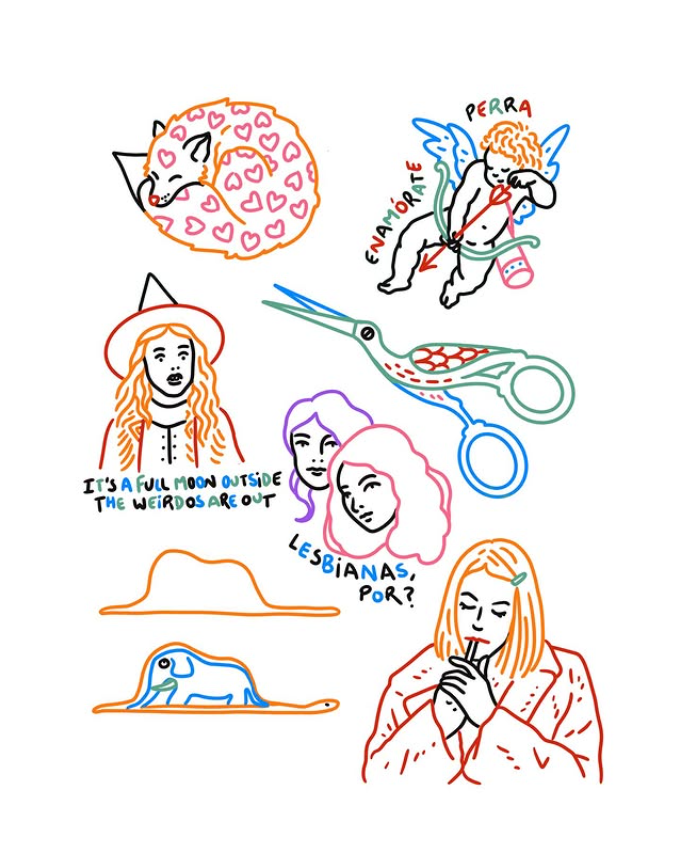 PERRA
ENAMÓRATE
IT'S A FULL MOON OUTSIDE
THE WEIRDOS ARE OUT
LESBIANAS,
POR?